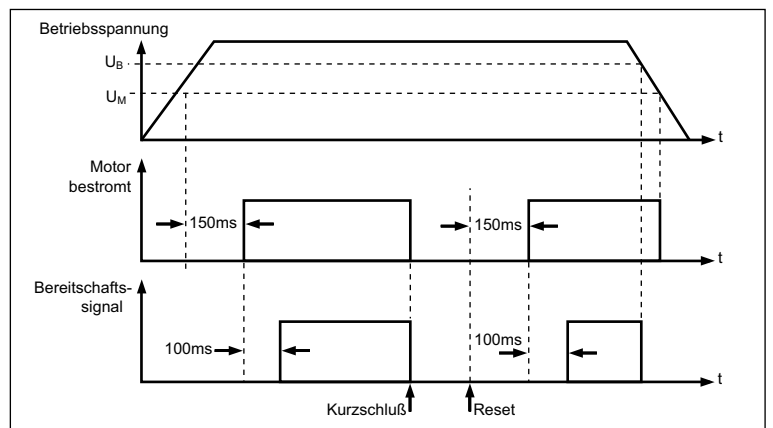 Betriebsspannung
U_B
U_M
t
Motor
bestromt
150ms
150ms
t
Bereitschafts-
signal
100ms
100ms
t
Kurzschluß
Reset